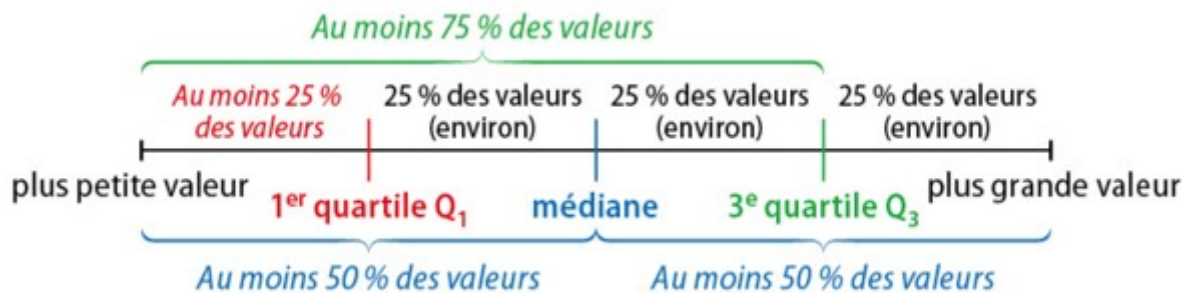 Au moins 75 % des valeurs
Au moins 25 % des valeurs
25 % des valeurs (environ)
25 % des valeurs (environ)
25 % des valeurs (environ)
plus petite valeur
1er quartile Q1
médiane
3e quartile Q3
plus grande valeur
Au moins 50 % des valeurs
Au moins 50 % des valeurs